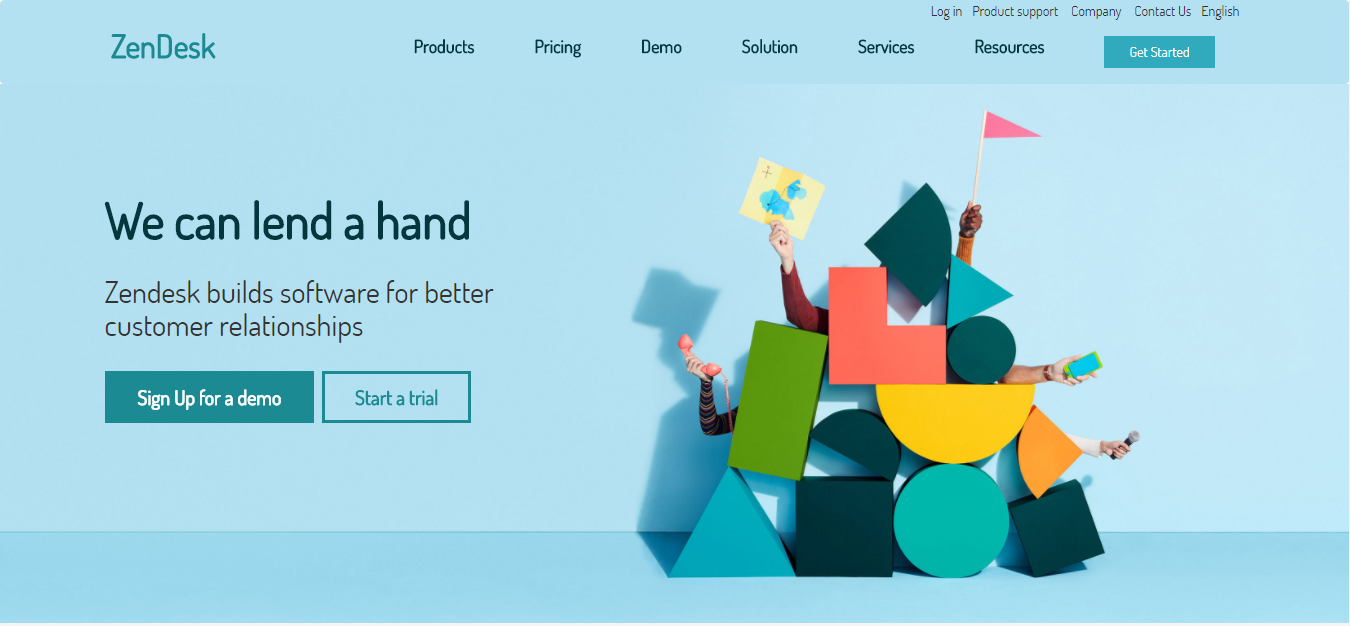 Log in Product support Company Contact Us English
ZenDesk Products Pricing Demo Solution Services Resources Get Started
We can lend a hand
Zendesk builds software for better
customer relationships
Sign Up for a demo Start a trial